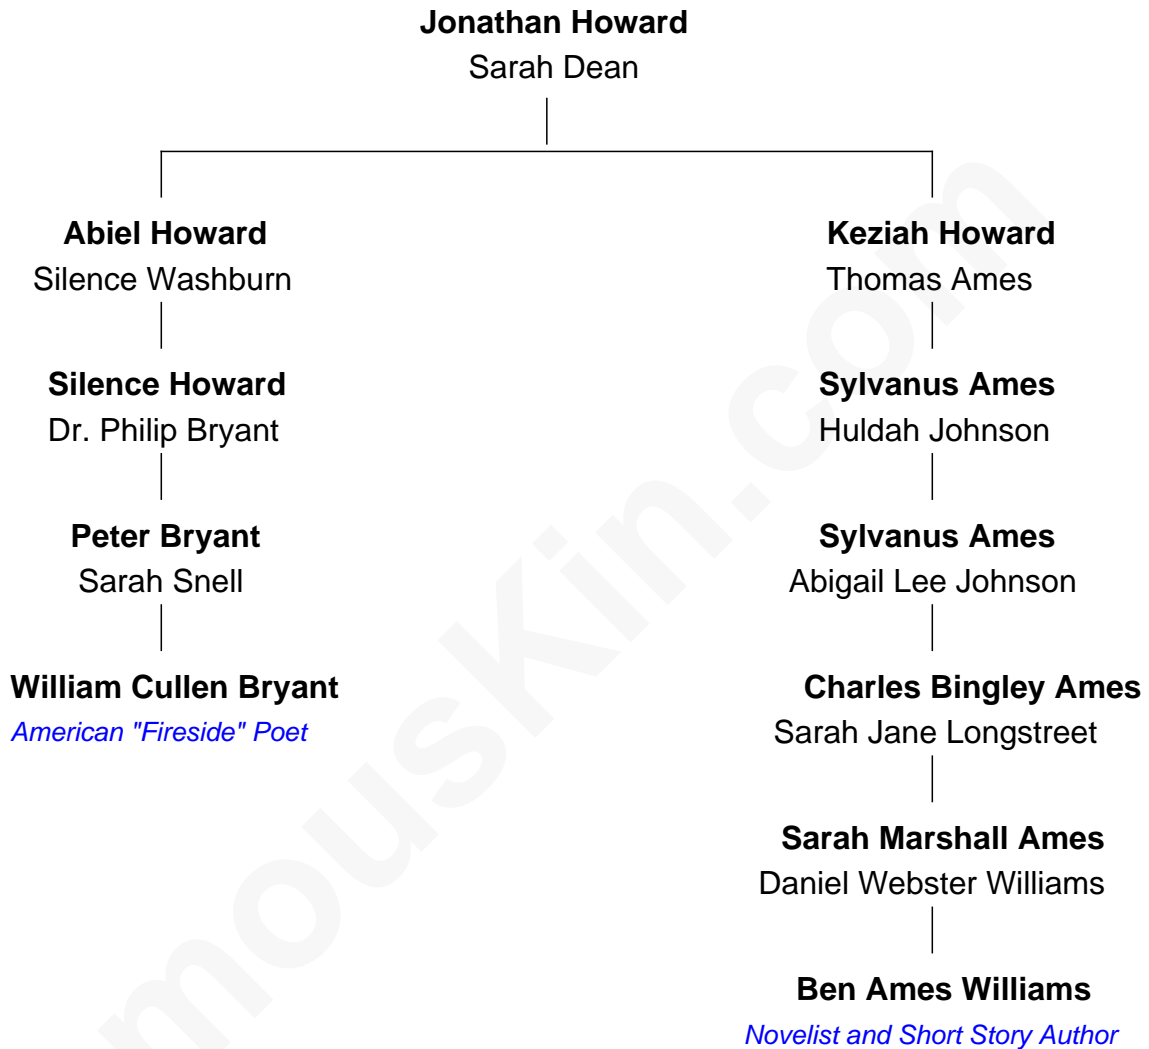 Jonathan Howard
Sarah Dean
Abiel Howard
Silence Washburn
Keziah Howard
Thomas Ames
Silence Howard
Dr. Philip Bryant
Sylvanus Ames
Huldah Johnson
Peter Bryant
Sarah Snell
Sylvanus Ames
Abigail Lee Johnson
William Cullen Bryant
American "Fireside" Poet
Charles Bingley Ames
Sarah Jane Longstreet
Sarah Marshall Ames
Daniel Webster Williams
Ben Ames Williams
Novelist and Short Story Author
mousKin.com